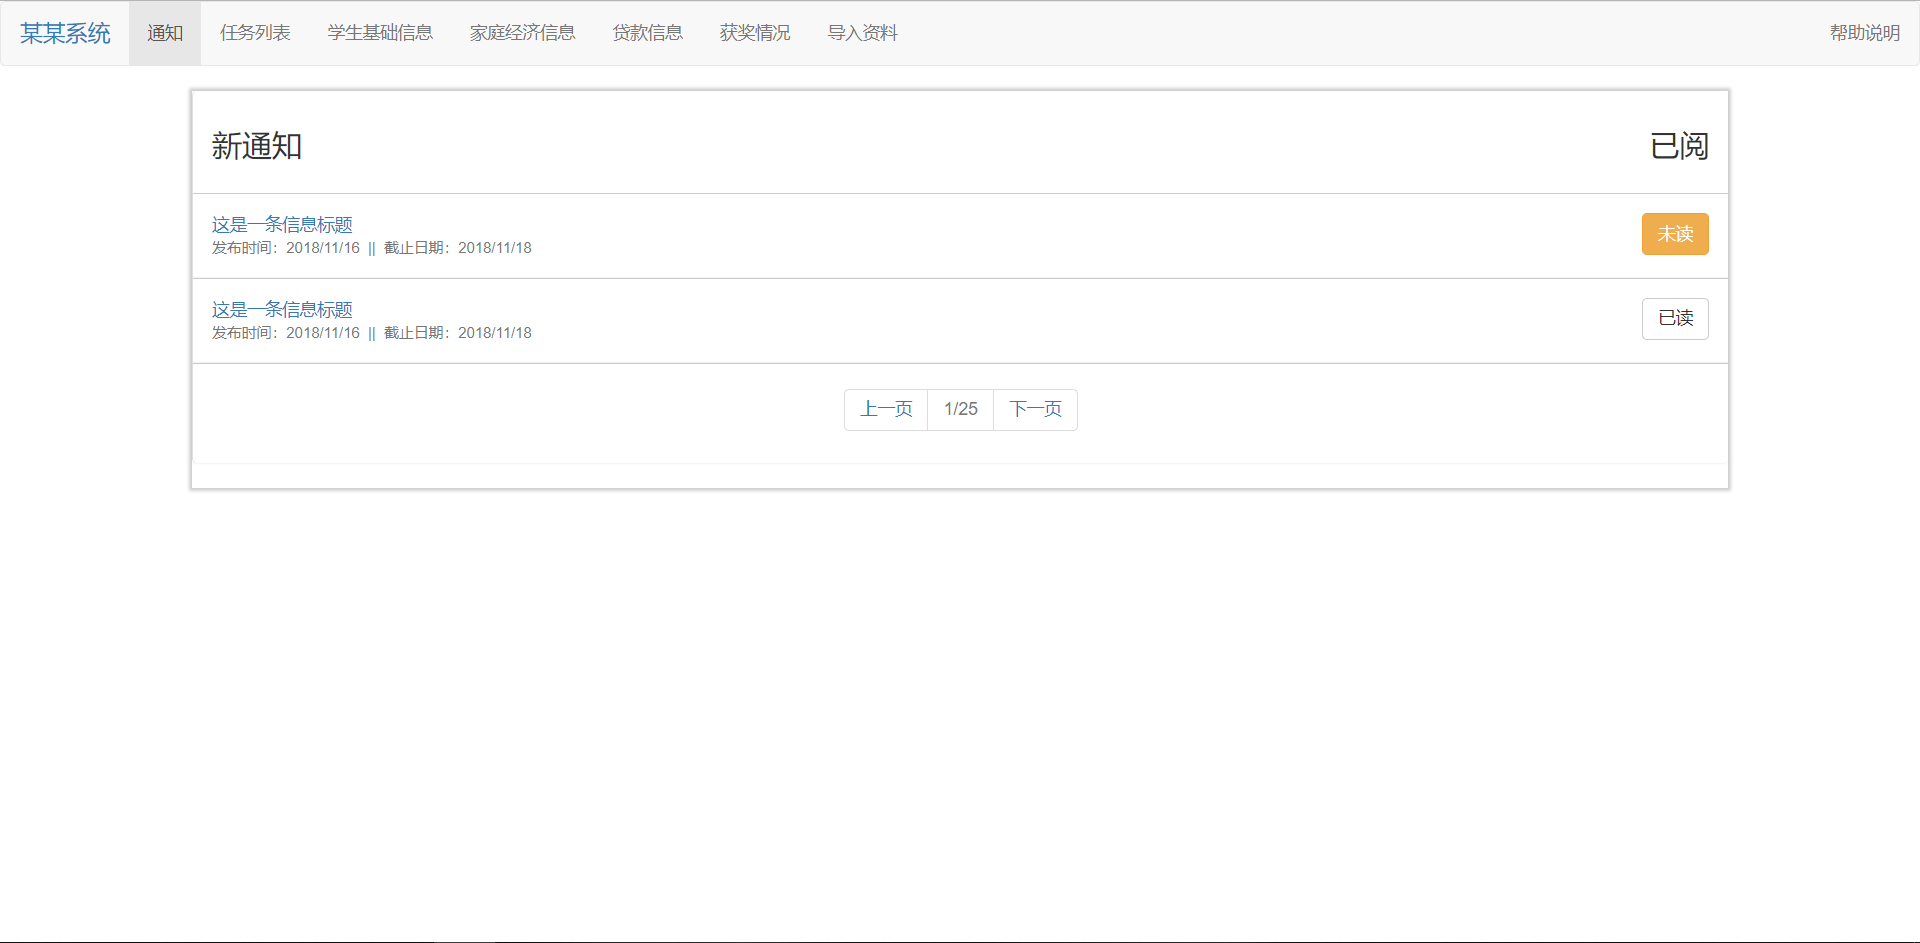 某某系统 通知 任务列表 学生基础信息 家庭经济信息 贷款信息 获奖情况 导入资料 帮助说明
新通知 已阅
这是一条信息标题
发布时间：2018/11/16 || 截止日期：2018/11/18
未读
这是一条信息标题
发布时间：2018/11/16 || 截止日期：2018/11/18
已读
上一页 1/25 下一页